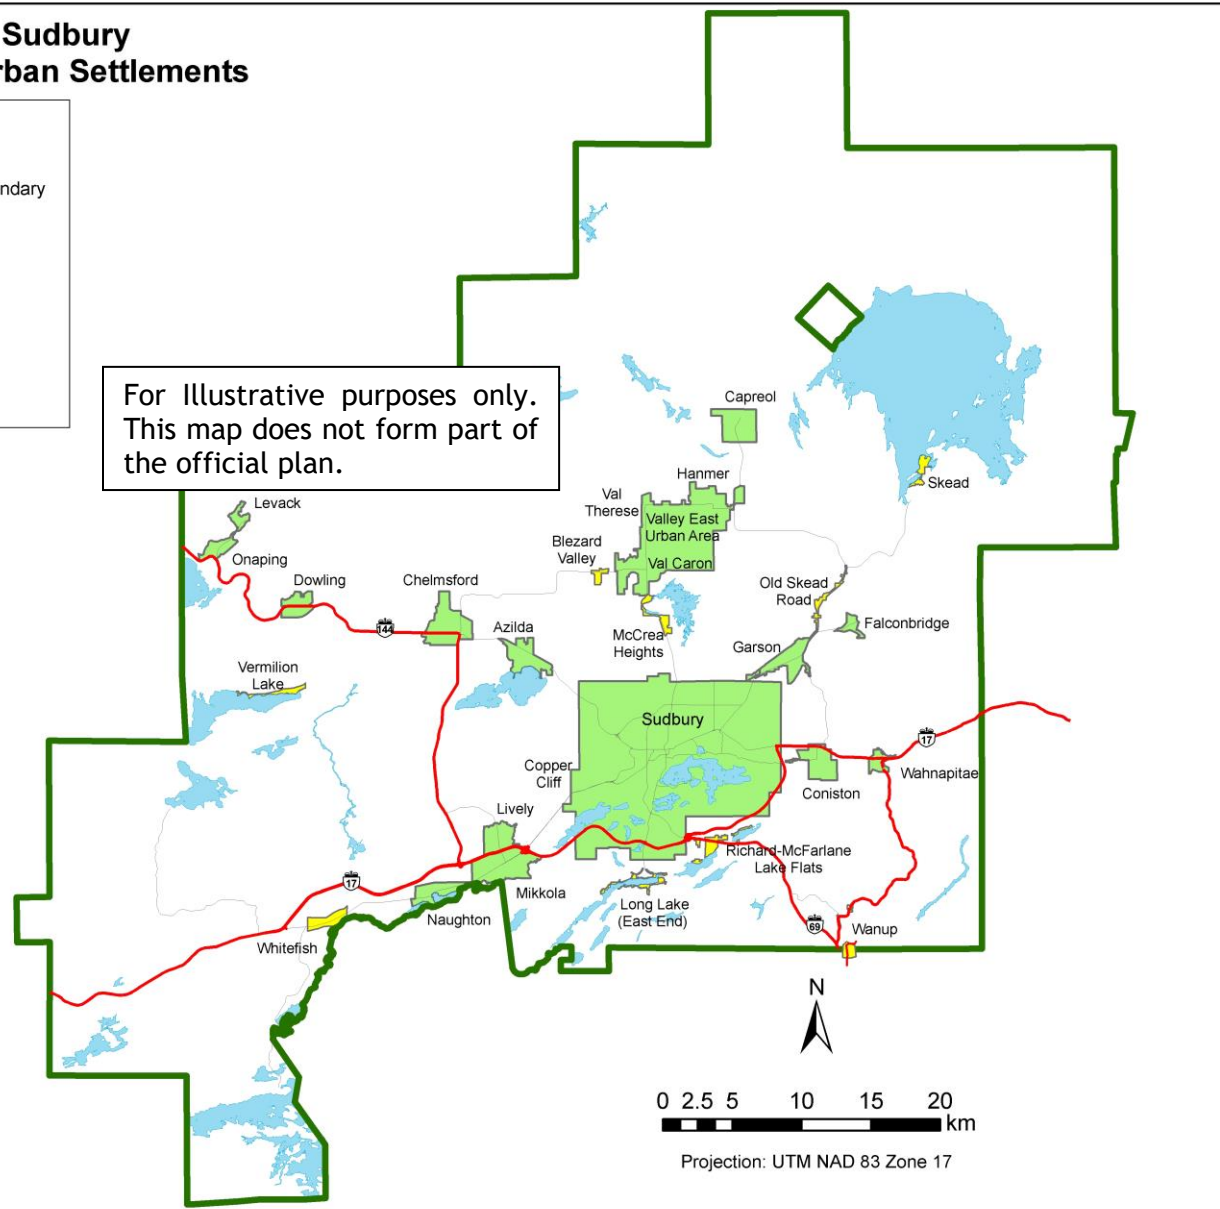 Sudbury
rban Settlements
ndary
For Illustrative purposes only.
This map does not form part of
the official plan.
Capreol
Skead
Hanmer
Val
Therese
Valley East
Urban Area
Levack
Blezard
Valley
Val Caron
Onaping
Dowling
Chelmsford
Old Skead
Road
144
Azilda
McCrea
Heights
Falconbridge
Garson
Vermilion
Lake
Sudbury
17
Copper
Cliff
Wahnapitae
Coniston
Lively
Richard-McFarlane
Lake Flats
17
Mikkola
Naughton
Long Lake
(East End)
69
Wanup
Whitefish
N
0 2.5 5 10 15 20
km
Projection: UTM NAD 83 Zone 17